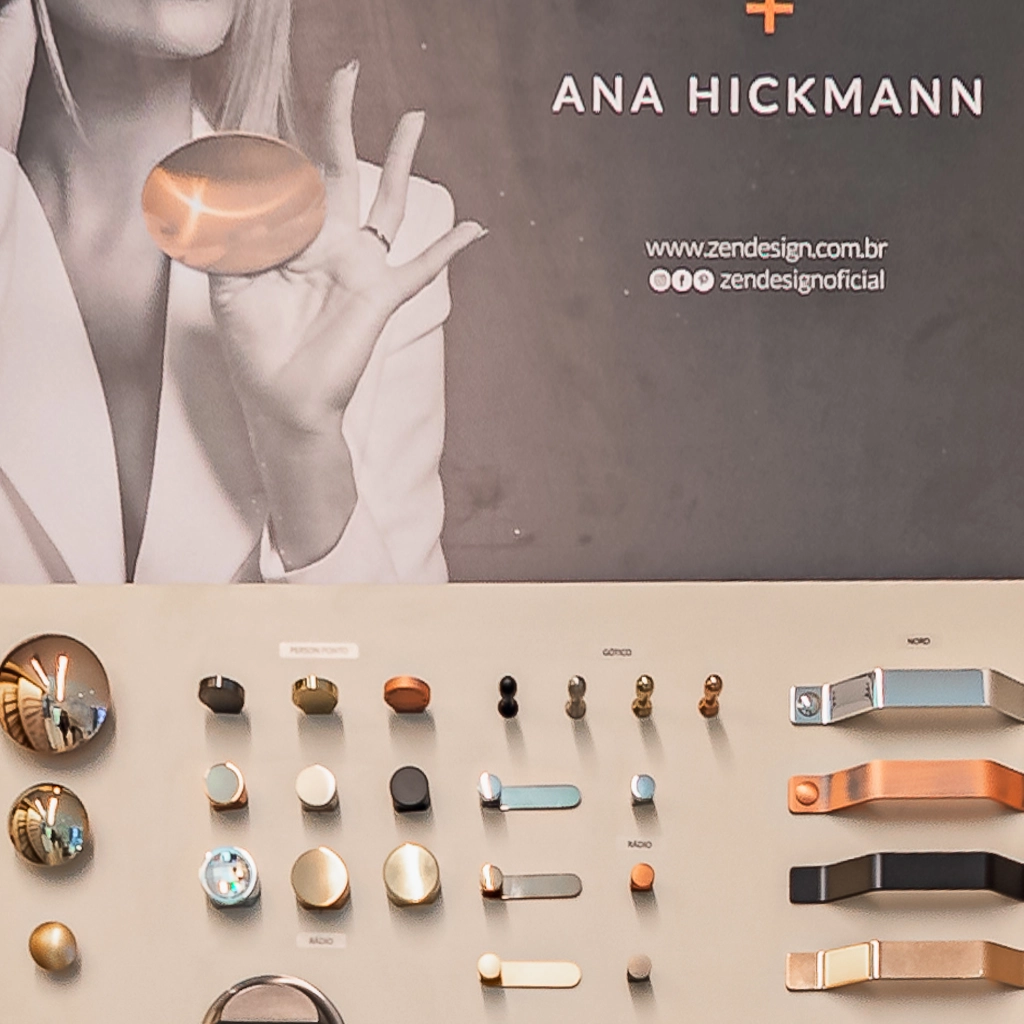 +
ANA HICKMANN
www.zendesign.com.br
zendesignoficial
PERSON PONTO
GÓTICO
NORD
RÁDIO
RÁDIO